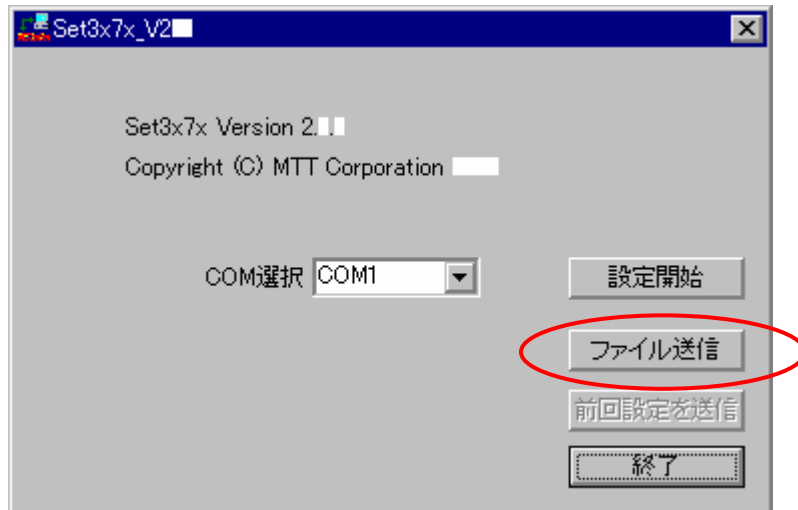 Set3x7x_V2
Set3x7x Version 2. .
Copyright (C) MTT Corporation
COM選択 COM1
設定開始
ファイル送信
前回設定を送信
終了